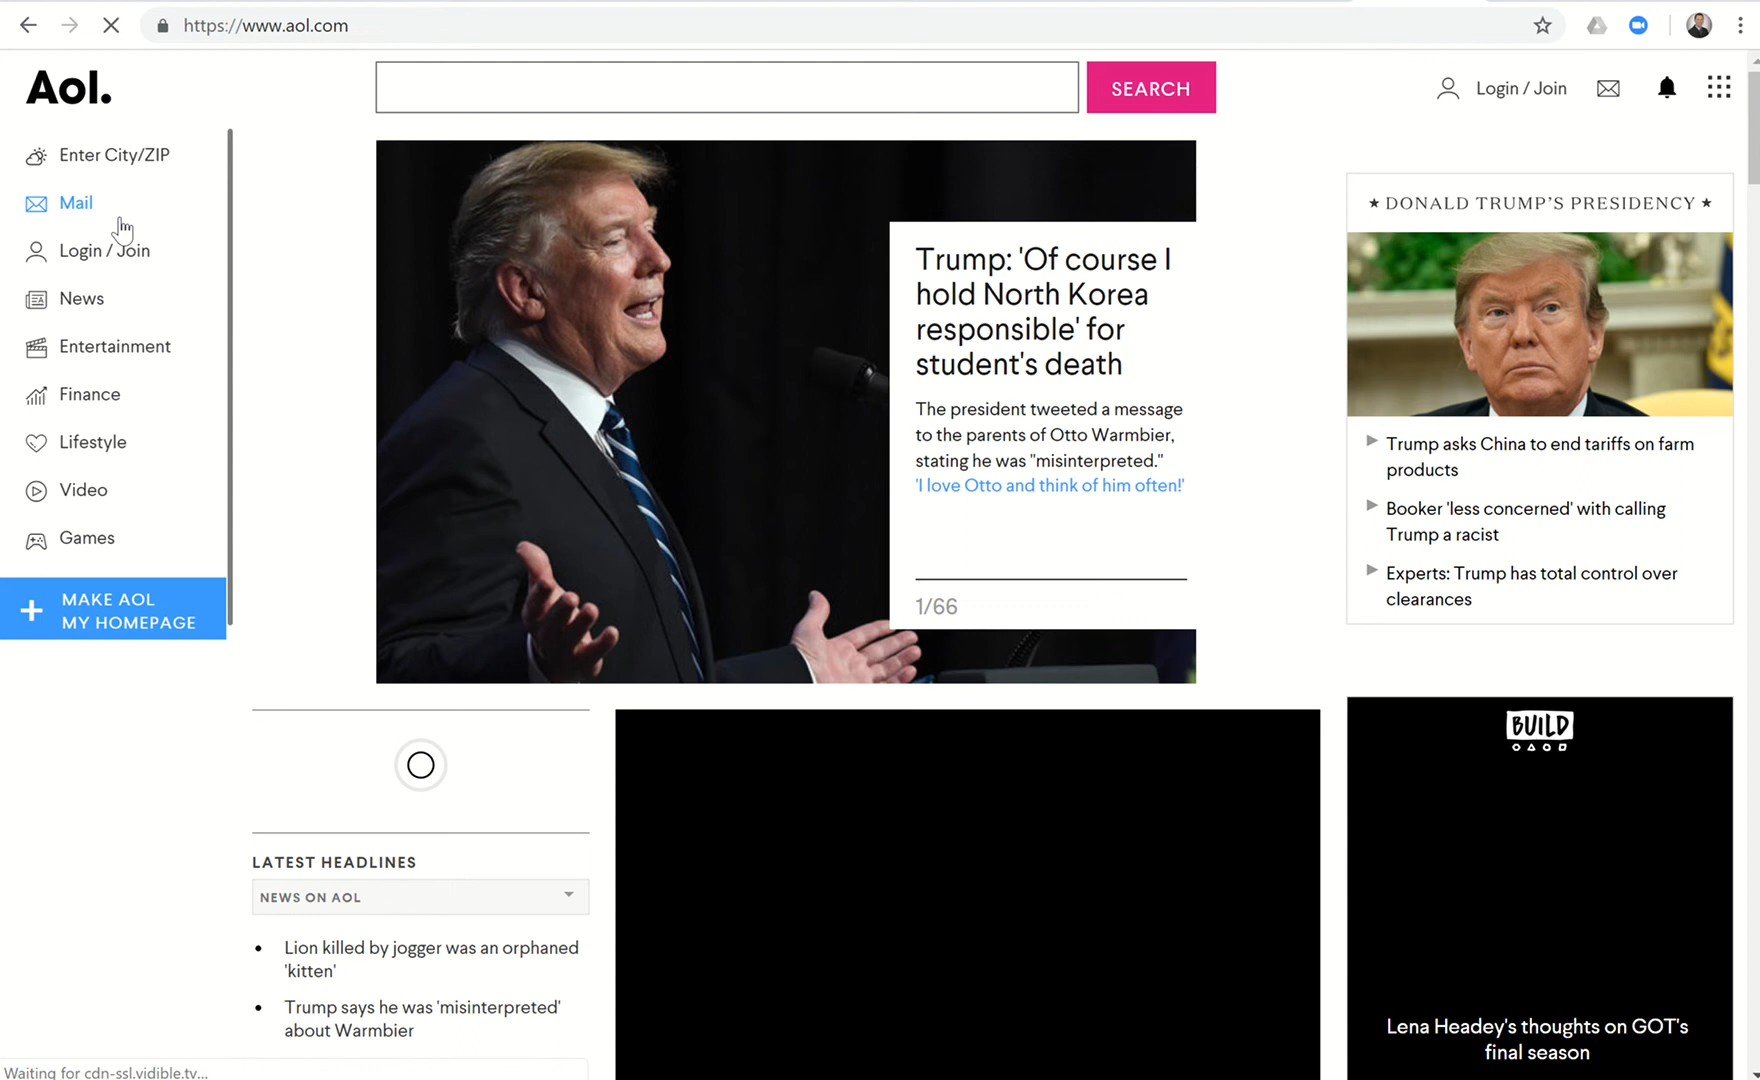 https://www.aol.com
Aol.
SEARCH
Login / Join
Enter City/ZIP
Mail
Login / Join
News
Entertainment
Finance
Lifestyle
Video
Games
MAKE AOL
MY HOMEPAGE
Trump: 'Of course I
hold North Korea
responsible' for
student's death
The president tweeted a message
to the parents of Otto Warmbier,
stating he was "misinterpreted."
'I love Otto and think of him often!'
1/66
★ DONALD TRUMP'S PRESIDENCY ★
Trump asks China to end tariffs on farm
products
Booker 'less concerned' with calling
Trump a racist
Experts: Trump has total control over
clearances
LATEST HEADLINES
NEWS ON AOL
Lion killed by jogger was an orphaned
'kitten'
Trump says he was 'misinterpreted'
about Warmbier
BUILD
Lena Headey's thoughts on GOT's
final season
Waiting for cdn-ssl.vidible.tv...